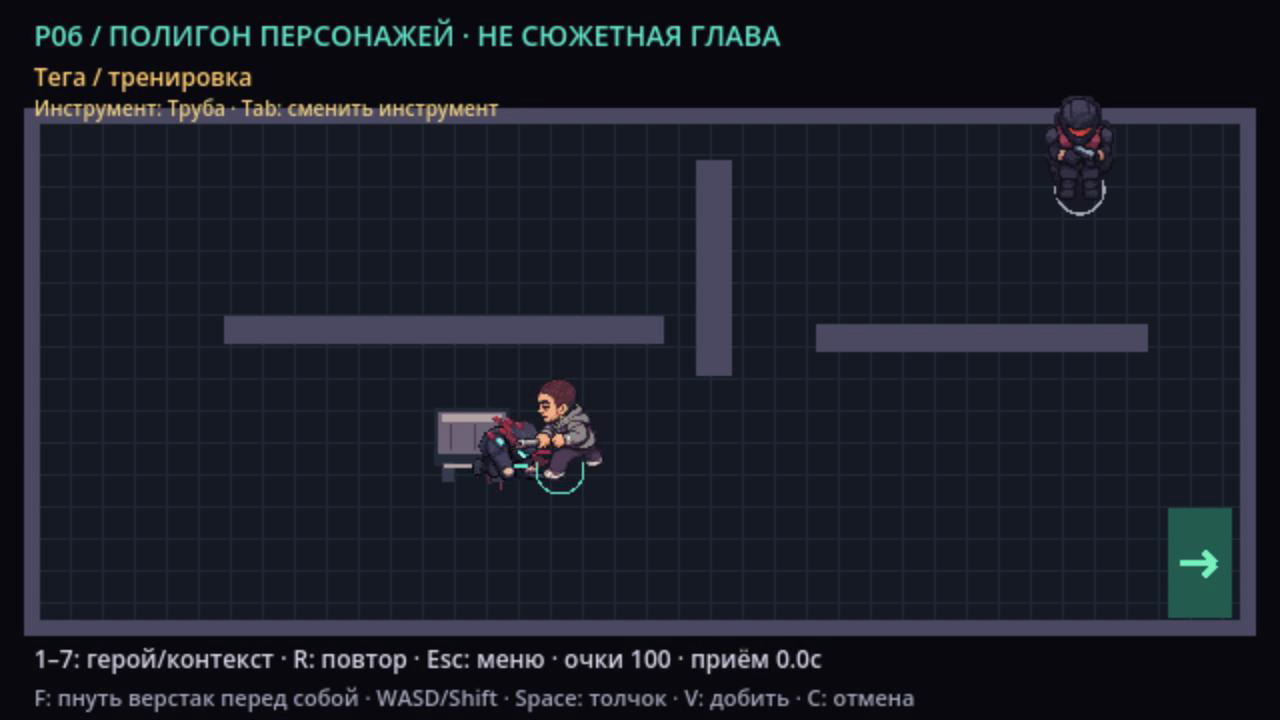 P06 / ПОЛИГОН ПЕРСОНАЖЕЙ · НЕ СЮЖЕТНАЯ ГЛАВА
Тега / тренировка
Инструмент: Труба · Tab: сменить инструмент
→
1–7: герой/контекст · R: повтор · Esc: меню · очки 100 · приём 0.0с
F: пнуть верстак перед собой · WASD/Shift · Space: толчок · V: добить · C: отмена